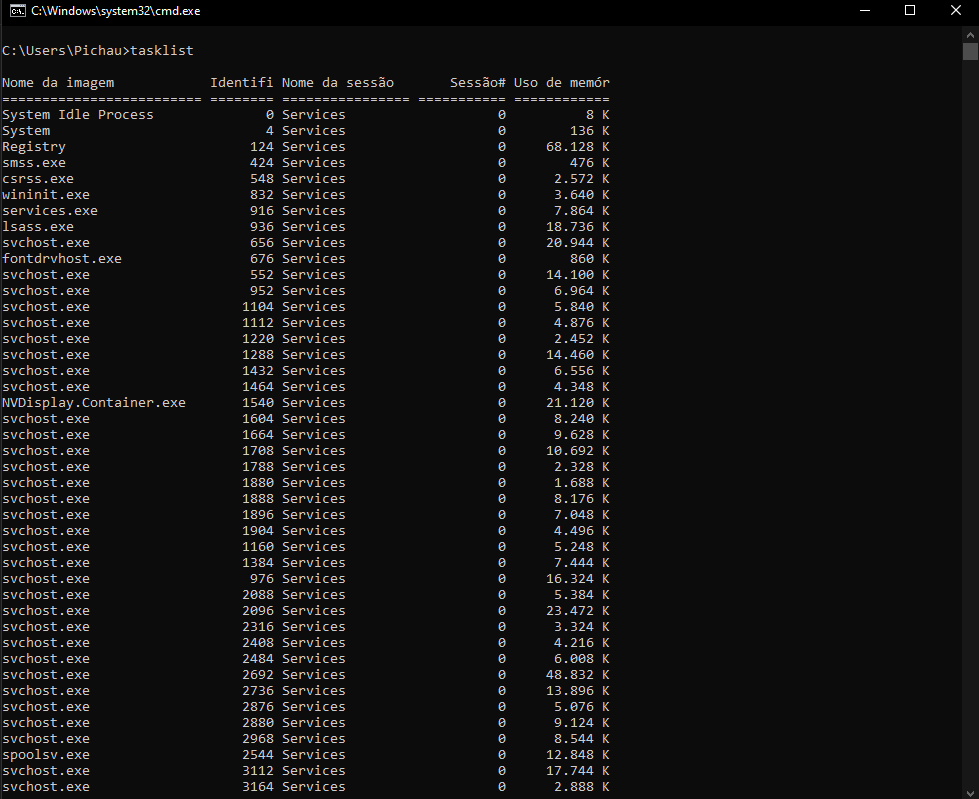 C:\Windows\system32\cmd.exe
C:\Users\Pichau>tasklist
Nome da imagem Identifi Nome da sessão Sessão# Uso de memór
========================= ======== ================ =========== ============
System Idle Process 0 Services 0 8 K
System 4 Services 0 136 K
Registry 124 Services 0 68.128 K
smss.exe 424 Services 0 476 K
csrss.exe 548 Services 0 2.572 K
wininit.exe 832 Services 0 3.640 K
services.exe 916 Services 0 7.864 K
lsass.exe 936 Services 0 18.736 K
svchost.exe 656 Services 0 20.944 K
fontdrvhost.exe 676 Services 0 860 K
svchost.exe 552 Services 0 14.100 K
svchost.exe 952 Services 0 6.964 K
svchost.exe 1104 Services 0 5.840 K
svchost.exe 1112 Services 0 4.876 K
svchost.exe 1220 Services 0 2.452 K
svchost.exe 1288 Services 0 14.460 K
svchost.exe 1432 Services 0 6.556 K
svchost.exe 1464 Services 0 4.348 K
NVDisplay.Container.exe 1540 Services 0 21.120 K
svchost.exe 1604 Services 0 8.240 K
svchost.exe 1664 Services 0 9.628 K
svchost.exe 1708 Services 0 10.692 K
svchost.exe 1788 Services 0 2.328 K
svchost.exe 1880 Services 0 1.688 K
svchost.exe 1888 Services 0 8.176 K
svchost.exe 1896 Services 0 7.048 K
svchost.exe 1904 Services 0 4.496 K
svchost.exe 1160 Services 0 5.248 K
svchost.exe 1384 Services 0 7.444 K
svchost.exe 976 Services 0 16.324 K
svchost.exe 2088 Services 0 5.384 K
svchost.exe 2096 Services 0 23.472 K
svchost.exe 2316 Services 0 3.324 K
svchost.exe 2408 Services 0 4.216 K
svchost.exe 2484 Services 0 6.008 K
svchost.exe 2692 Services 0 48.832 K
svchost.exe 2736 Services 0 13.896 K
svchost.exe 2876 Services 0 5.076 K
svchost.exe 2880 Services 0 9.124 K
svchost.exe 2968 Services 0 8.544 K
spoolsv.exe 2544 Services 0 12.848 K
svchost.exe 3112 Services 0 17.744 K
svchost.exe 3164 Services 0 2.888 K